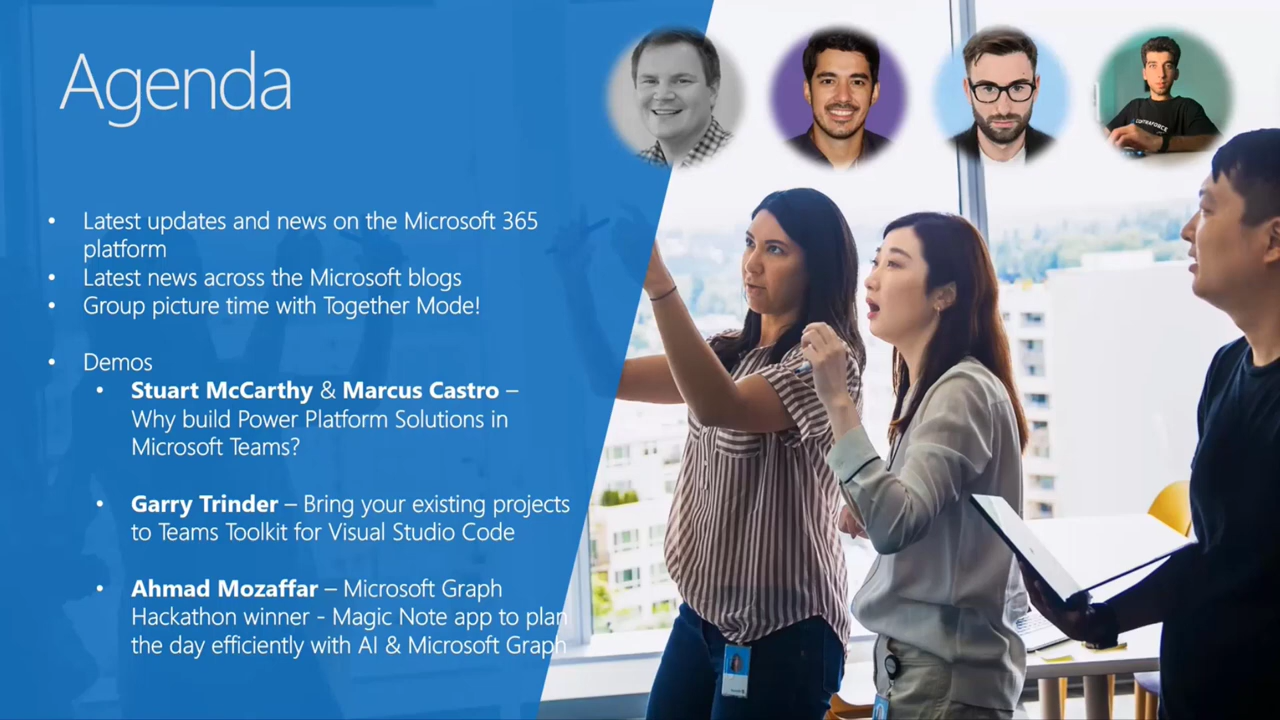 Agenda
• Latest updates and news on the Microsoft 365
platform
• Latest news across the Microsoft blogs
• Group picture time with Together Mode!
• Demos
• Stuart McCarthy & Marcus Castro –
Why build Power Platform Solutions in
Microsoft Teams?
• Garry Trinder – Bring your existing projects
to Teams Toolkit for Visual Studio Code
• Ahmad Mozaffar – Microsoft Graph
Hackathon winner - Magic Note app to plan
the day efficiently with AI & Microsoft Graph
CONTRAFORCE